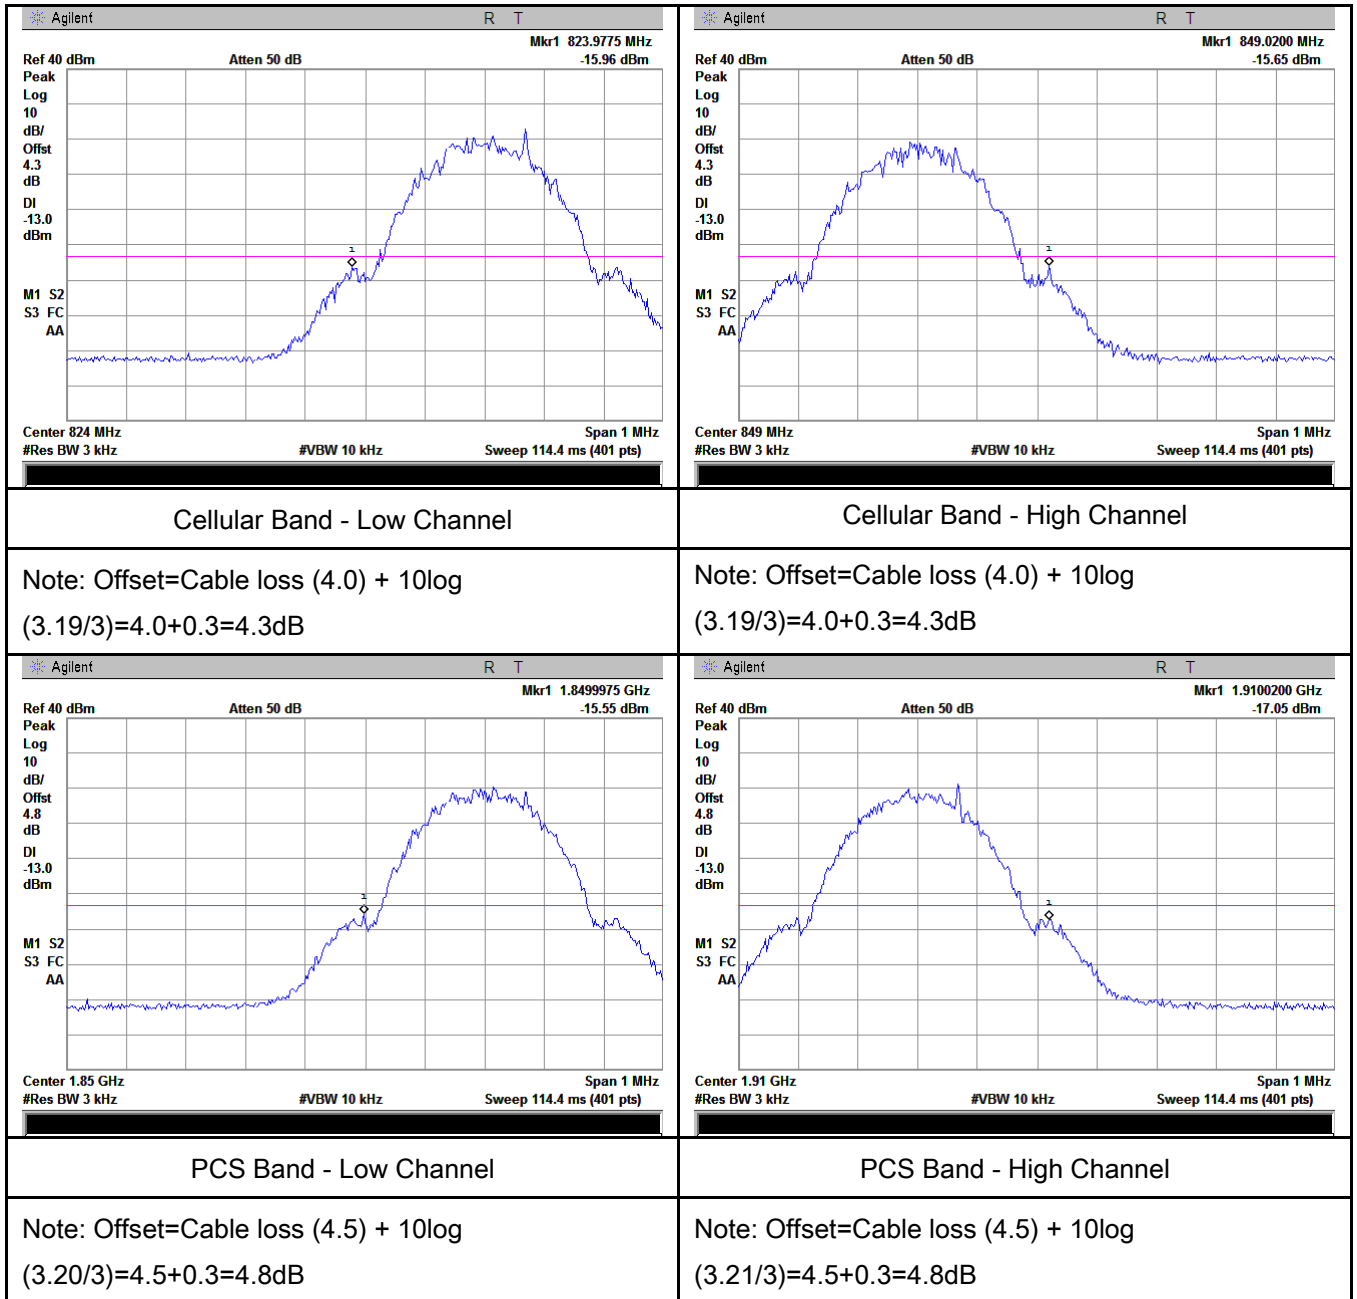 Agilent R T
Mkr1 823.9775 MHz
Ref 40 dBm Atten 50 dB -15.96 dBm
Peak
Log
10
dB/
Offst
4.3
dB
DI
-13.0
dBm
1
M1 S2
S3 FC
AA
Center 824 MHz Span 1 MHz
#Res BW 3 kHz #VBW 10 kHz Sweep 114.4 ms (401 pts)
Agilent R T
Mkr1 849.0200 MHz
Ref 40 dBm Atten 50 dB -15.65 dBm
Peak
Log
10
dB/
Offst
4.3
dB
DI
-13.0
dBm
1
M1 S2
S3 FC
AA
Center 849 MHz Span 1 MHz
#Res BW 3 kHz #VBW 10 kHz Sweep 114.4 ms (401 pts)
Cellular Band - Low Channel
Cellular Band - High Channel
Note: Offset=Cable loss (4.0) + 10log
(3.19/3)=4.0+0.3=4.3dB
Note: Offset=Cable loss (4.0) + 10log
(3.19/3)=4.0+0.3=4.3dB
Agilent R T
Mkr1 1.8499975 GHz
Ref 40 dBm Atten 50 dB -15.55 dBm
Peak
Log
10
dB/
Offst
4.8
dB
DI
-13.0
dBm
1
M1 S2
S3 FC
AA
Center 1.85 GHz Span 1 MHz
#Res BW 3 kHz #VBW 10 kHz Sweep 114.4 ms (401 pts)
Agilent R T
Mkr1 1.9100200 GHz
Ref 40 dBm Atten 50 dB -17.05 dBm
Peak
Log
10
dB/
Offst
4.8
dB
DI
-13.0
dBm
1
M1 S2
S3 FC
AA
Center 1.91 GHz Span 1 MHz
#Res BW 3 kHz #VBW 10 kHz Sweep 114.4 ms (401 pts)
PCS Band - Low Channel
PCS Band - High Channel
Note: Offset=Cable loss (4.5) + 10log
(3.20/3)=4.5+0.3=4.8dB
Note: Offset=Cable loss (4.5) + 10log
(3.21/3)=4.5+0.3=4.8dB